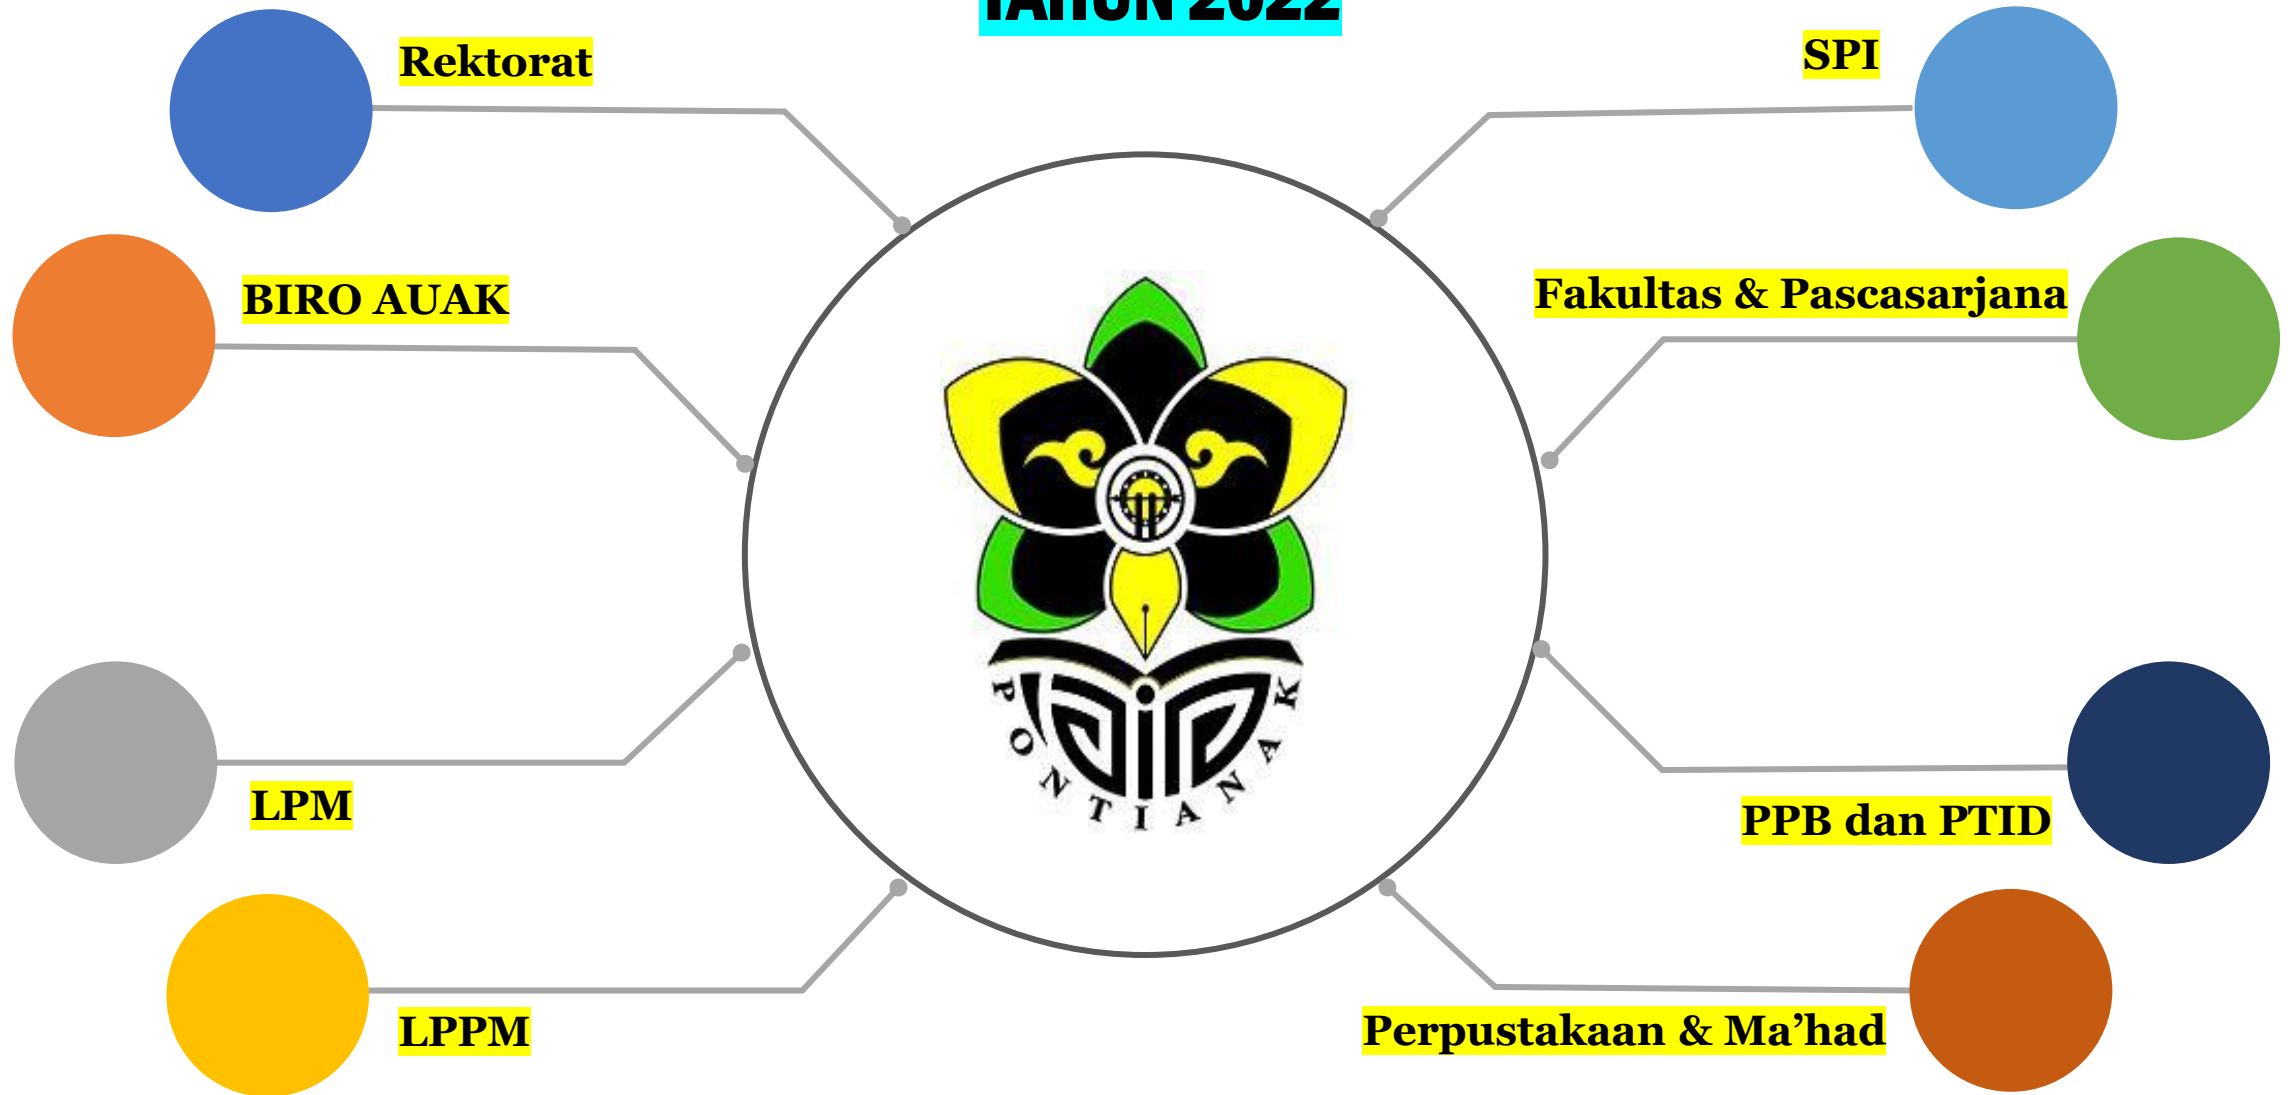 TAHUN 2022
Rektorat
SPI
BIRO AUAK
Fakultas & Pascasarjana
PONTIANAK
LPM
PPB dan PTID
LPPM
Perpustakaan & Ma’had